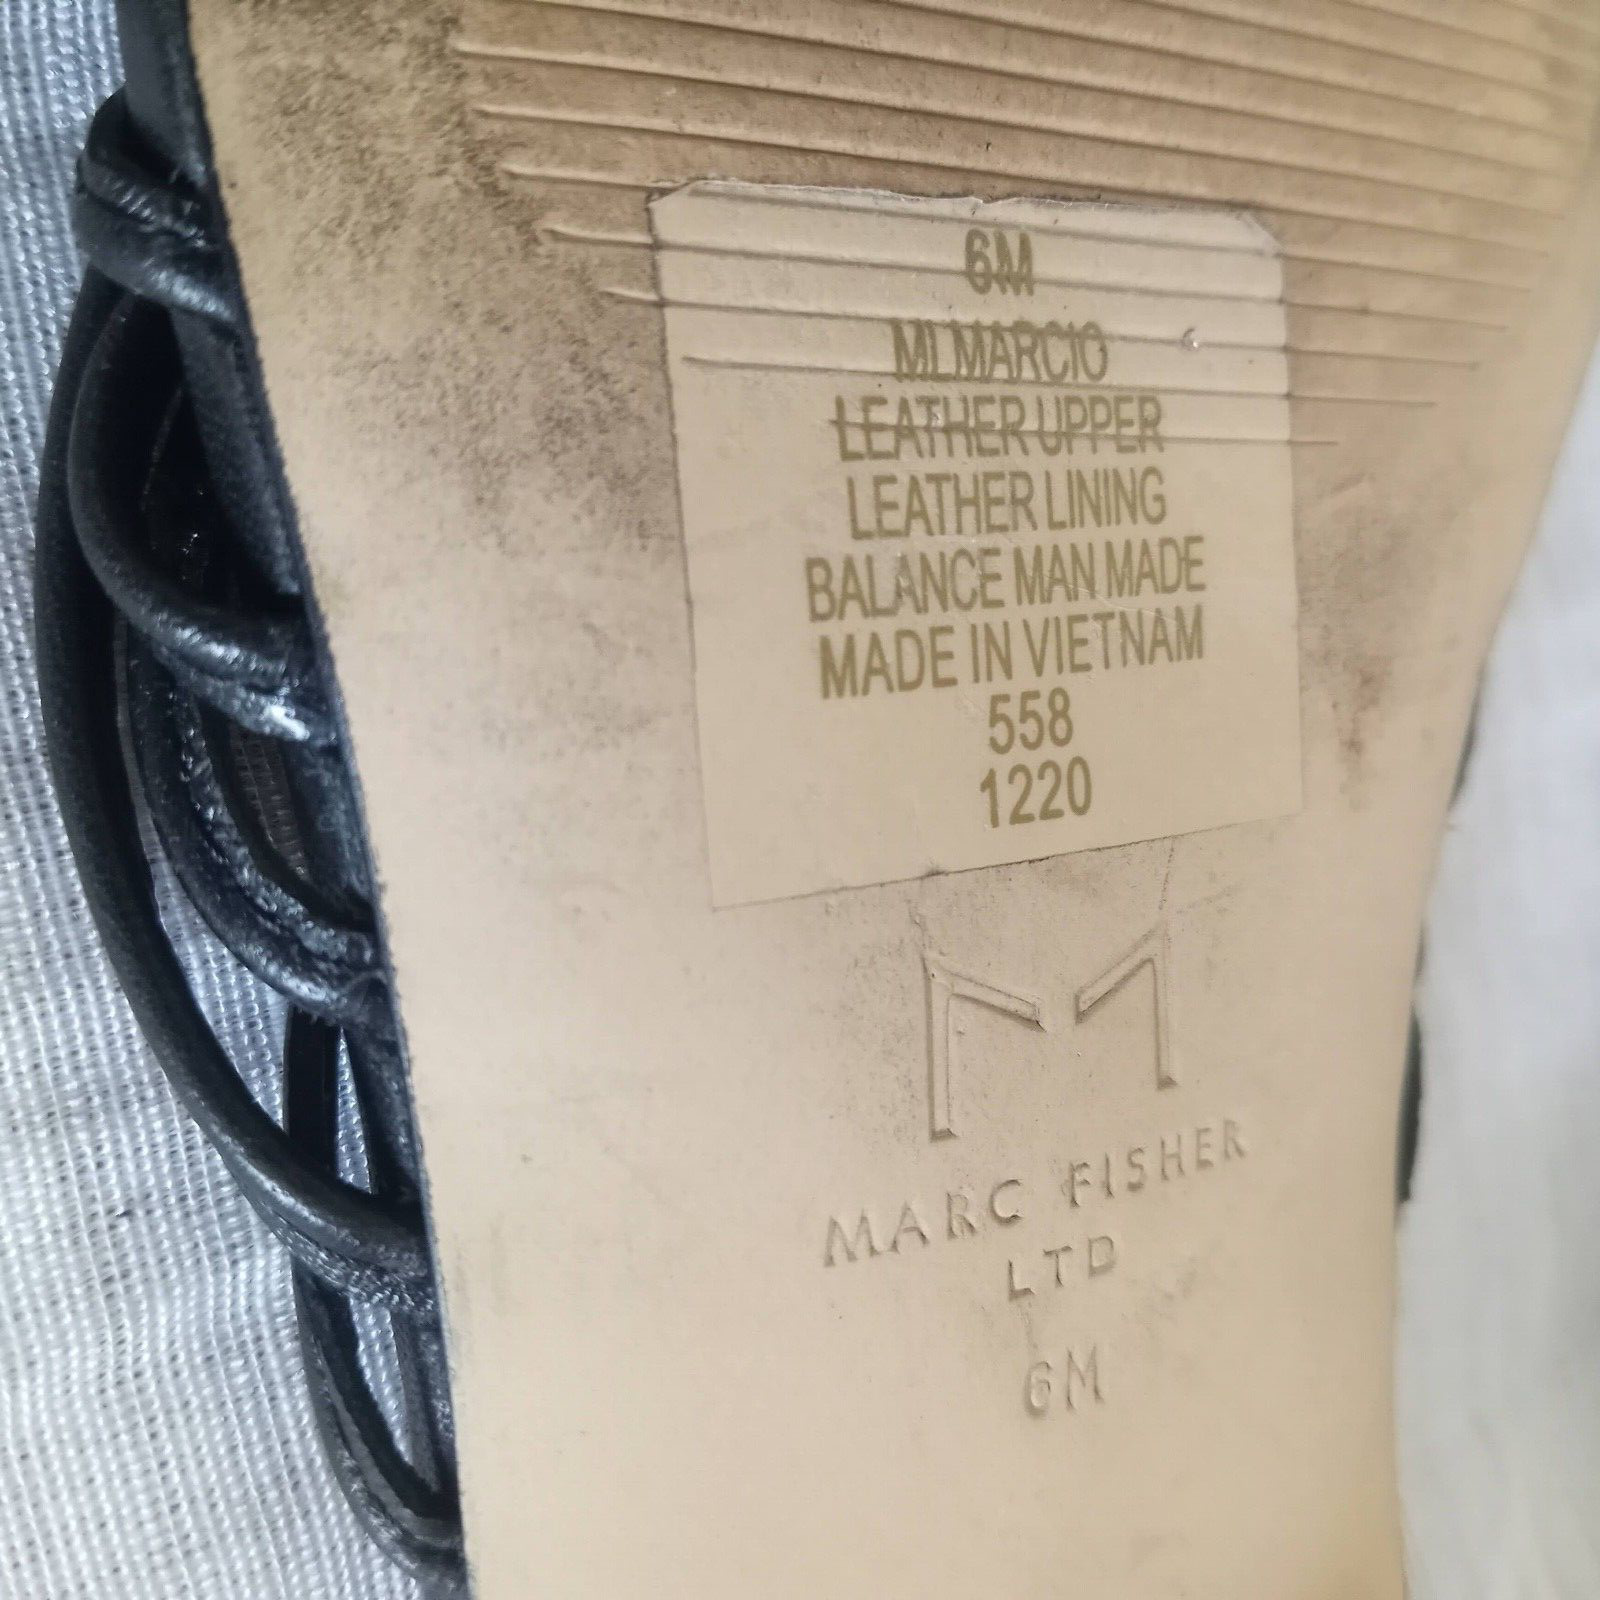 6M
MLMARCIO
LEATHER UPPER
LEATHER LINING
BALANCE MAN MADE
MADE IN VIETNAM
558
1220
M
MARC FISHER
LTD
6M